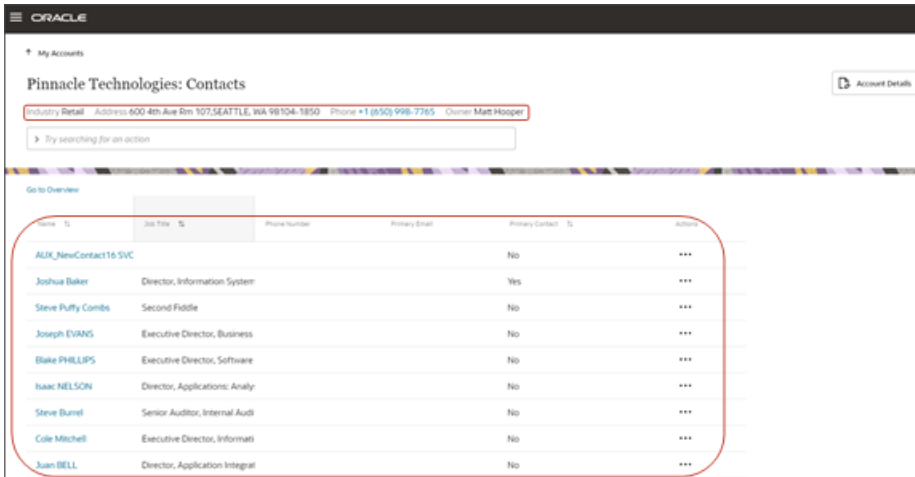 ORACLE
My Accounts
Pinnacle Technologies: Contacts
Account Details
Industry Retail Address 600 4th Ave Rm 107,SEATTLE, WA 98104-1850 Phone +1 (650) 998-7765 Owner Matt Hooper
Try searching for an action
Go to Overview
Name Job Title Phone Number Primary Email Primary Contact Actions
AUX_NewContact16 SVC No
Joshua Baker Director, Information System Yes
Steve Puffy Combs Second Fiddle No
Joseph EVANS Executive Director, Business No
Blake PHILLIPS Executive Director, Software No
Isaac NELSON Director, Applications: Analy No
Steve Burrel Senior Auditor, Internal Audi No
Cole Mitchell Executive Director, Informati No
Juan BELL Director, Application Integrat No